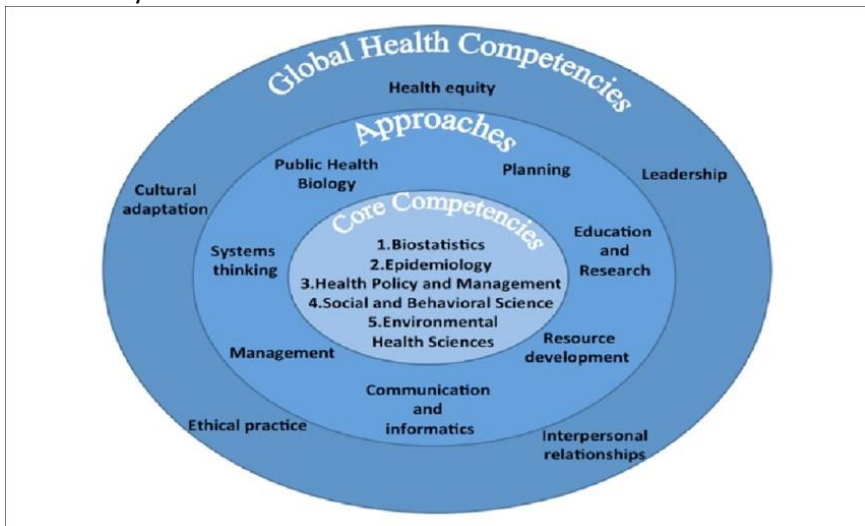 Global Health Competencies
Health equity
Approaches
Public Health
Biology
Planning
Leadership
Cultural
adaptation
Core Competencies
1.Biostatistics
2.Epidemiology
3.Health Policy and Management
4.Social and Behavioral Science
5.Environmental
Health Sciences
Systems
thinking
Education
and
Research
Management
Resource
development
Communication
and
informatics
Ethical practice
Interpersonal
relationships